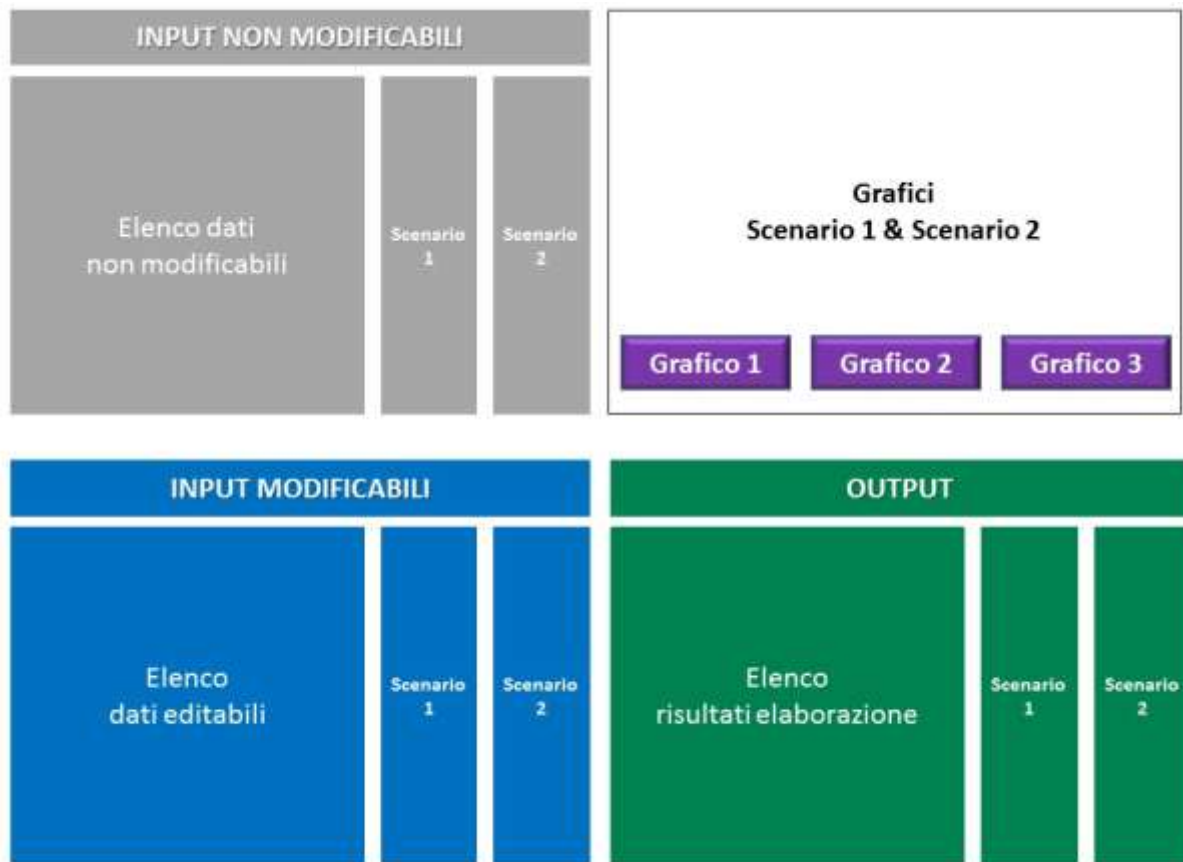 INPUT NON MODIFICABILI
Elenco dati
non modificabili
Scenario
1
Scenario
2
Grafici
Scenario 1 & Scenario 2
Grafico 1
Grafico 2
Grafico 3
INPUT MODIFICABILI
Elenco
dati editabili
Scenario
1
Scenario
2
OUTPUT
Elenco
risultati elaborazione
Scenario
1
Scenario
2